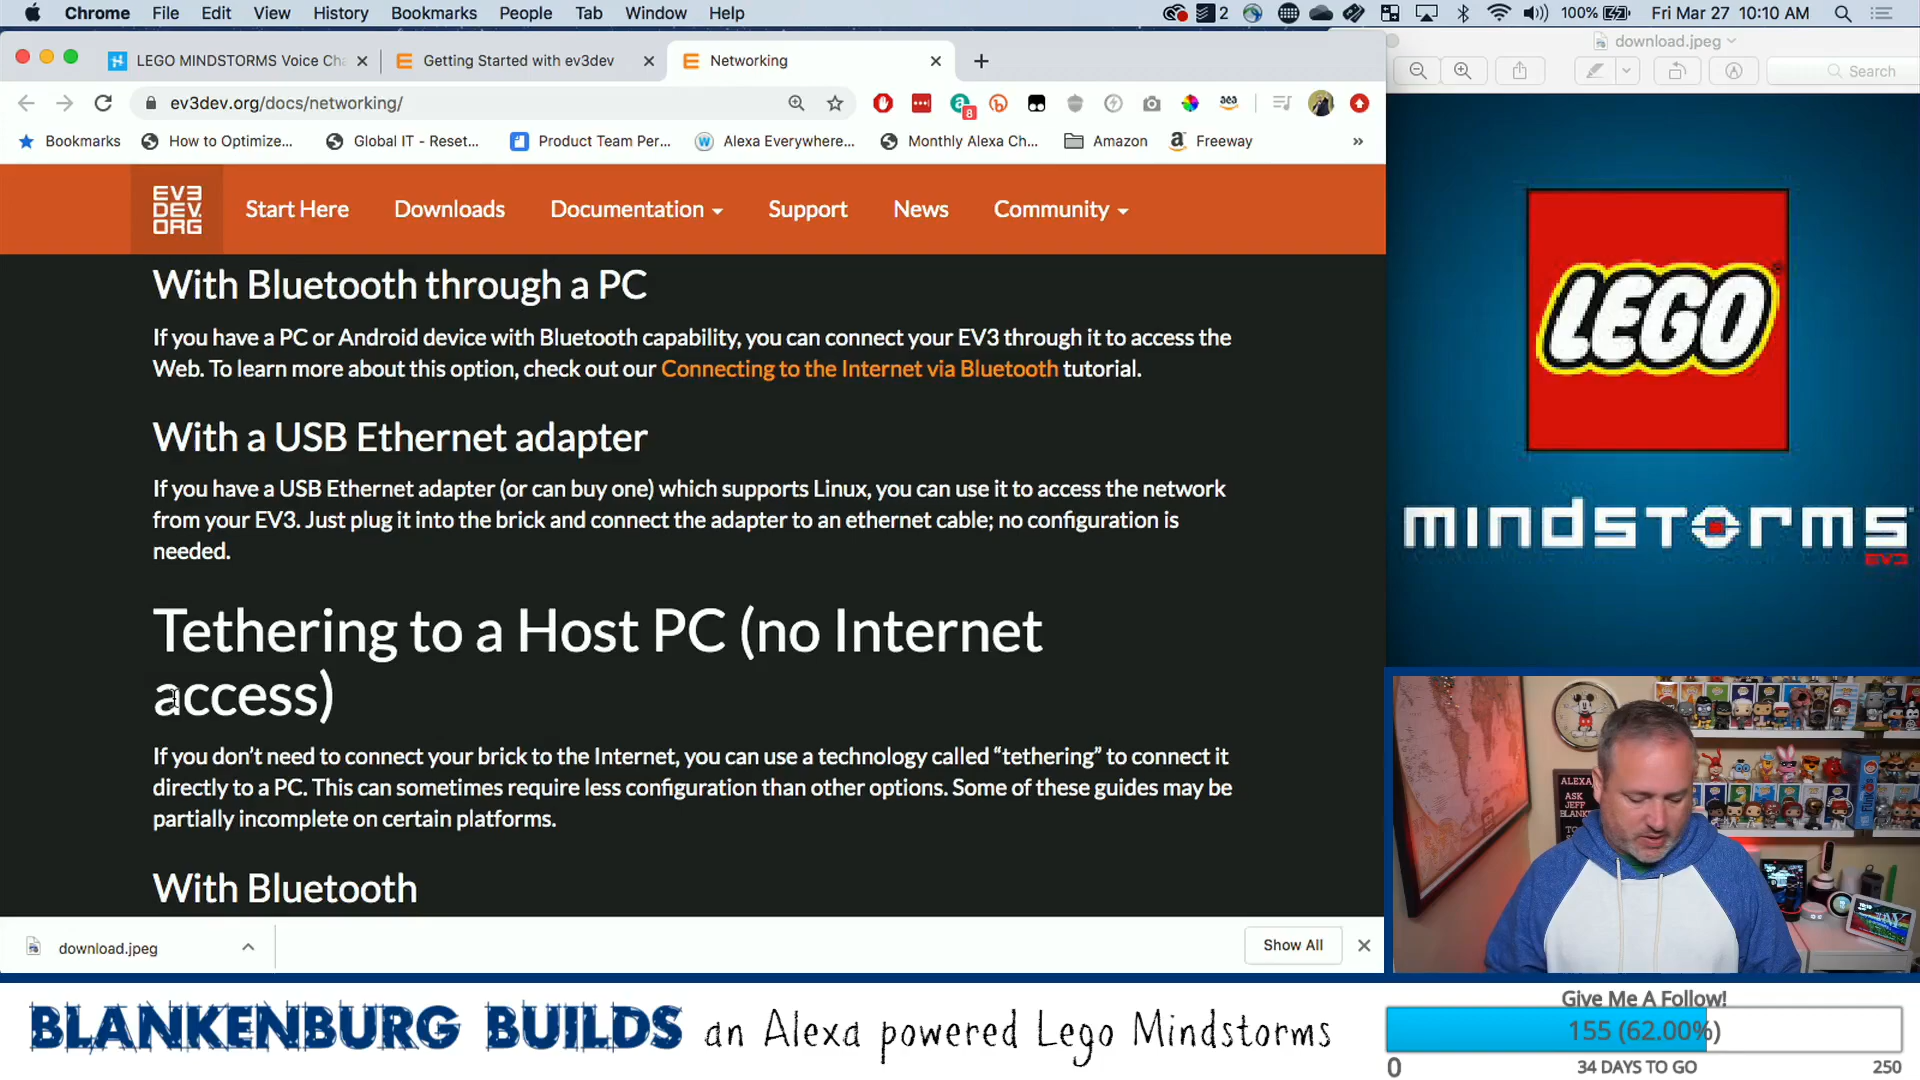 Chrome File Edit View History Bookmarks People Tab Window Help
2 100% Fri Mar 27 10:10 AM
LEGO MINDSTORMS Voice Cha
Getting Started with ev3dev
Networking
download.jpeg
ev3dev.org/docs/networking/
8
aea
Search
Bookmarks How to Optimize... Global IT - Reset... Product Team Per... Alexa Everywhere... Monthly Alexa Ch... Amazon Freeway »
EV3
DEV.
ORG
Start Here Downloads Documentation Support News Community
With Bluetooth through a PC
If you have a PC or Android device with Bluetooth capability, you can connect your EV3 through it to access the
Web. To learn more about this option, check out our Connecting to the Internet via Bluetooth tutorial.
With a USB Ethernet adapter
If you have a USB Ethernet adapter (or can buy one) which supports Linux, you can use it to access the network
from your EV3. Just plug it into the brick and connect the adapter to an ethernet cable; no configuration is
needed.
Tethering to a Host PC (no Internet
access)
If you don't need to connect your brick to the Internet, you can use a technology called “tethering” to connect it
directly to a PC. This can sometimes require less configuration than other options. Some of these guides may be
partially incomplete on certain platforms.
With Bluetooth
download.jpeg
Show All
LEGO
mindstorms
EV3
ALEXA,
ASK
JEFF
BLANK
TO
BLANKENBURG BUILDS an Alexa powered Lego Mindstorms
Give Me A Follow!
155 (62.00%)
0 34 DAYS TO GO 250